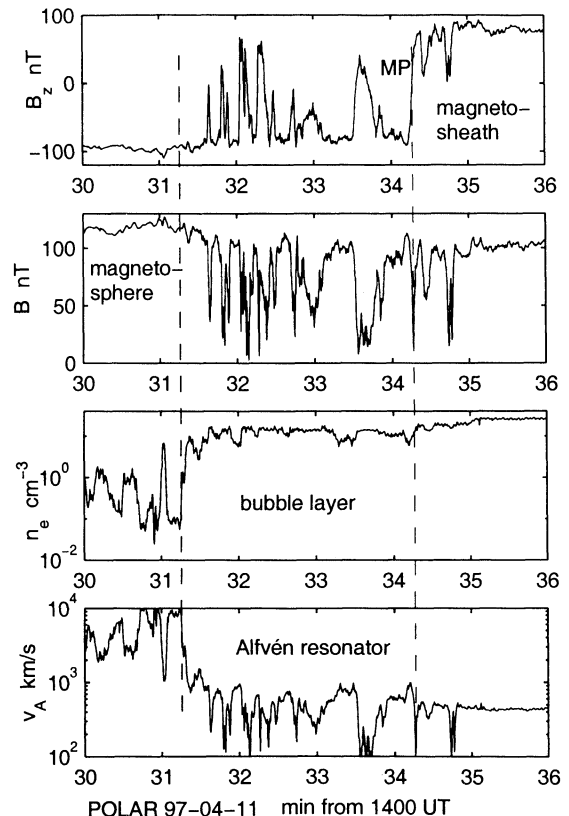 100
0
−100
B_z nT
MP
magneto−
sheath
30 31 32 33 34 35 36
100
50
0
B nT
magneto−
sphere
30 31 32 33 34 35 36
10^0
10^−2
n_e cm^−3
bubble layer
30 31 32 33 34 35 36
10^4
10^3
10^2
v_A km/s
Alfvén resonator
30 31 32 33 34 35 36
POLAR 97−04−11 min from 1400 UT